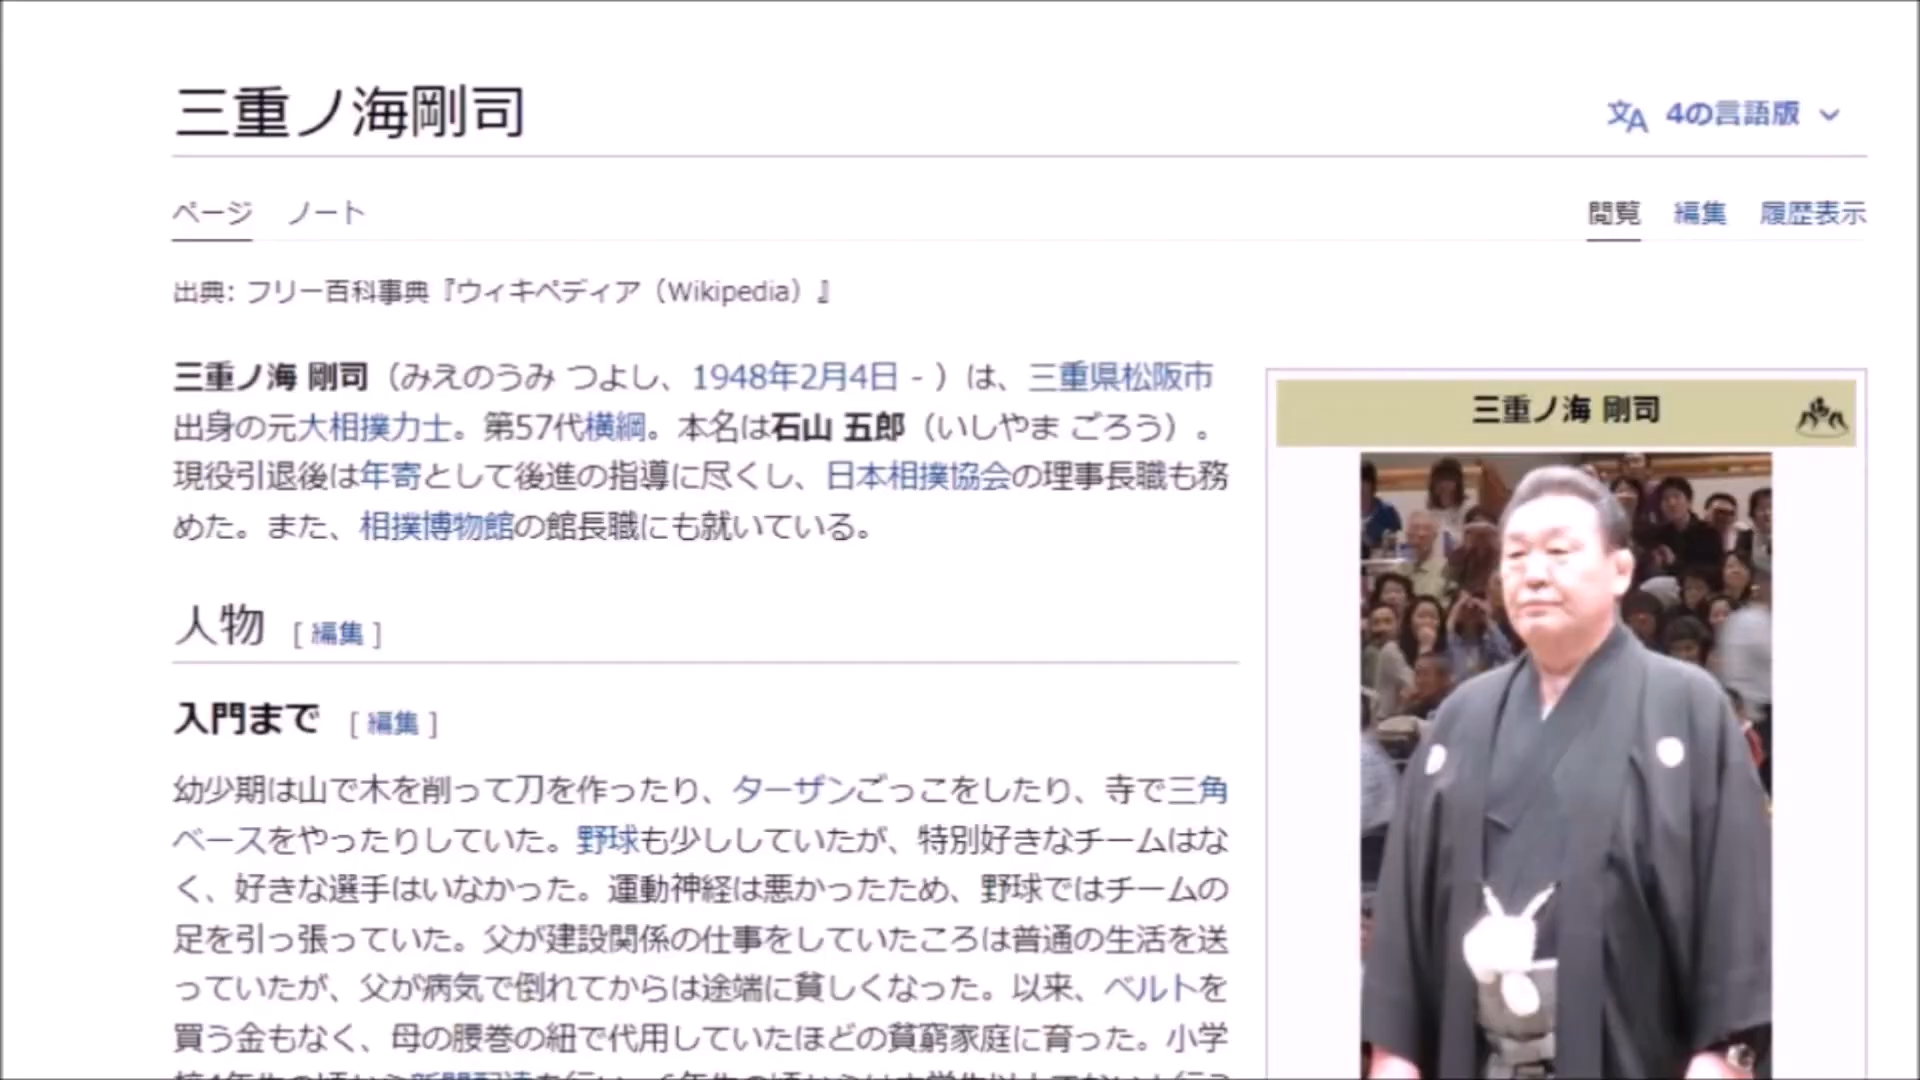 三重ノ海剛司
4の言語版
ページ ノート
閲覧 編集 履歴表示
出典: フリー百科事典『ウィキペディア（Wikipedia）』
三重ノ海 剛司（みえのうみ つよし、1948年2月4日 - ）は、三重県松阪市
出身の元大相撲力士。第57代横綱。本名は石山 五郎（いしやま ごろう）。
現役引退後は年寄として後進の指導に尽くし、日本相撲協会の理事長職も務
めた。また、相撲博物館の館長職にも就いている。
三重ノ海 剛司
人物 [ 編集 ]
入門まで [ 編集 ]
幼少期は山で木を削って刀を作ったり、ターザンごっこをしたり、寺で三角
ベースをやったりしていた。野球も少ししていたが、特別好きなチームはな
く、好きな選手はいなかった。運動神経は悪かったため、野球ではチームの
足を引っ張っていた。父が建設関係の仕事をしていたころは普通の生活を送
っていたが、父が病気で倒れてからは途端に貧しくなった。以来、ベルトを
買う金もなく、母の腰巻の紐で代用していたほどの貧窮家庭に育った。小学